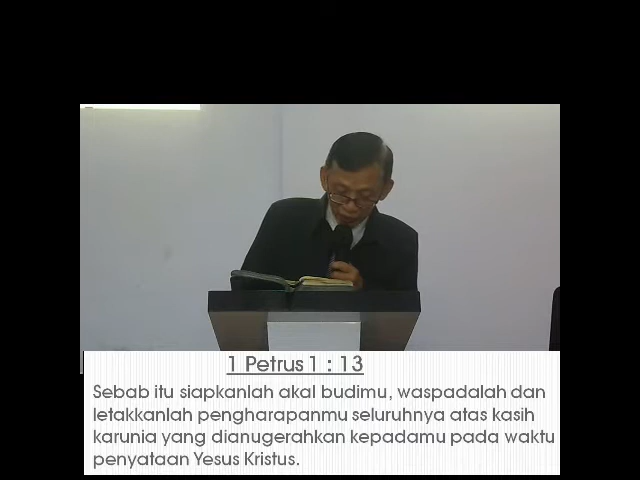 1 Petrus 1 : 13
Sebab itu siapkanlah akal budimu, waspadalah dan
letakkanlah pengharapanmu seluruhnya atas kasih
karunia yang dianugerahkan kepadamu pada waktu
penyataan Yesus Kristus.